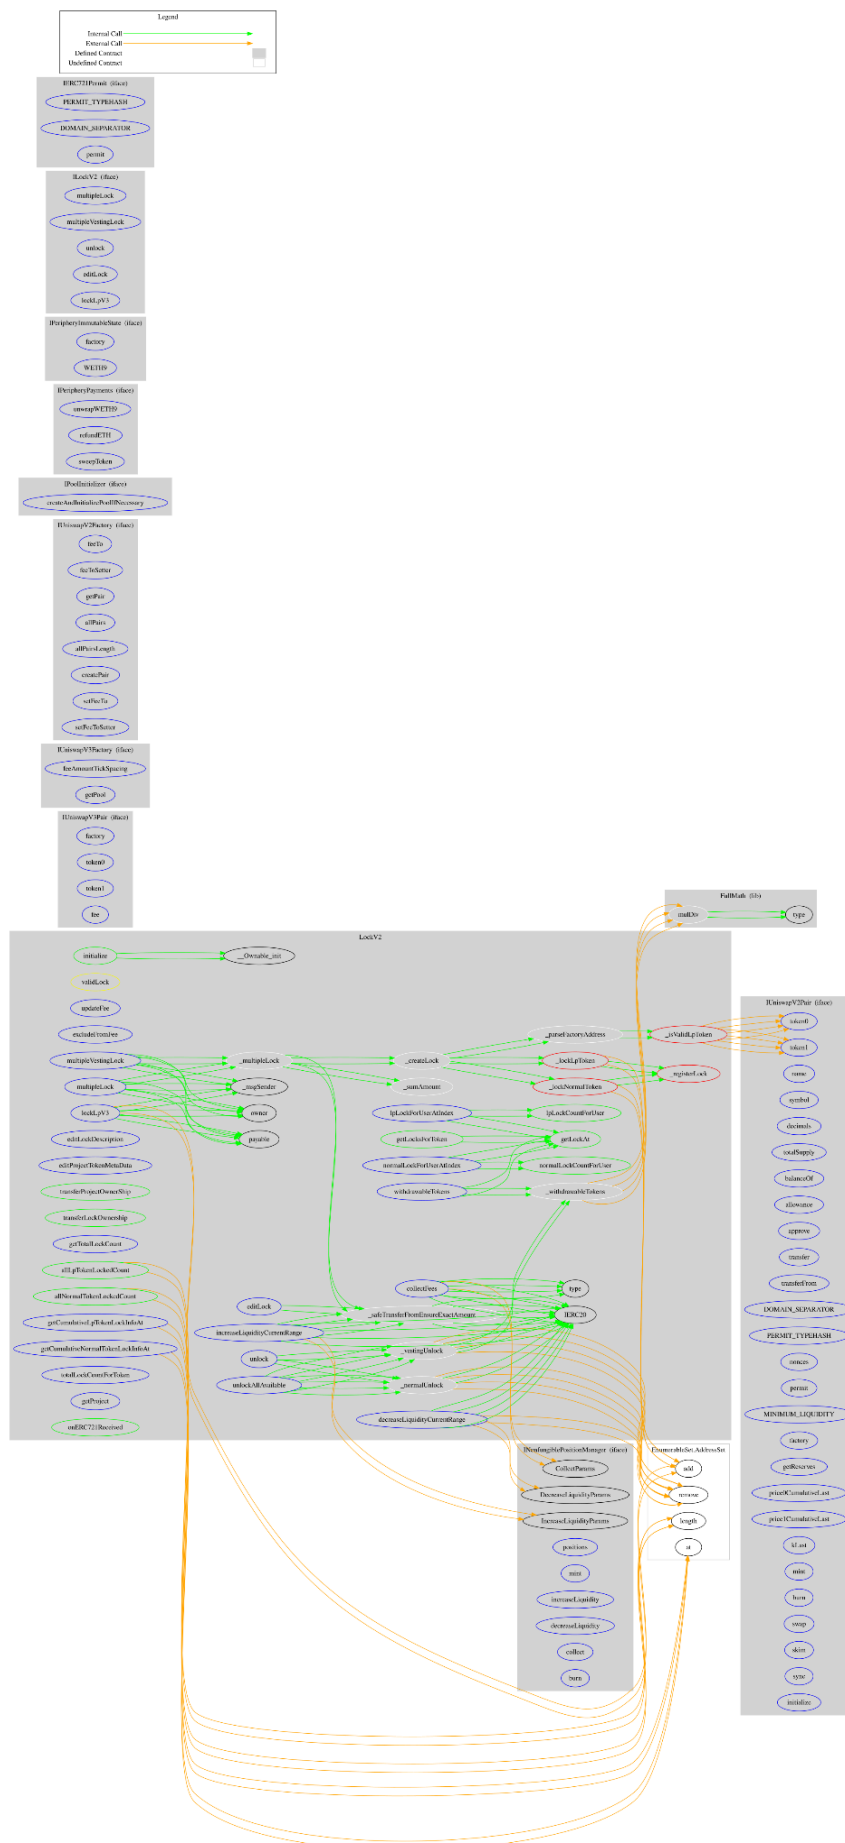 Legend
Internal Call
External Call
Defined Contract
Undefined Contract
IERC721Permit (iface)
PERMIT_TYPEHASH
DOMAIN_SEPARATOR
permit
ILockV2 (iface)
multipleLock
multipleVestingLock
unlock
editLock
lockLpV3
IPeripheryImmutableState (iface)
factory
WETH9
IPeripheryPayments (iface)
unwrapWETH9
refundETH
sweepToken
IPoolInitializer (iface)
createAndInitializePoolIfNecessary
IUniswapV2Factory (iface)
feeTo
feeToSetter
getPair
allPairs
allPairsLength
createPair
setFeeTo
setFeeToSetter
IUniswapV3Factory (iface)
feeAmountTickSpacing
getPool
IUniswapV3Pair (iface)
factory
token0
token1
fee
FullMath (lib)
mulDiv
type
LockV2
initialize
__Ownable_init
validLock
updateFee
excludeFromFee
multipleVestingLock
multipleLock
lockLpV3
editLockDescription
editProjectTokenMetaData
transferProjectOwnerShip
transferLockOwnership
getTotalLockCount
allLpTokenLockedCount
allNormalTokenLockedCount
getCumulativeLpTokenLockInfoAt
getCumulativeNormalTokenLockInfoAt
totalLockCountForToken
getProject
onERC721Received
_multipleLock
_msgSender
owner
payable
editLock
increaseLiquidityCurrentRange
unlock
unlockAllAvailable
_createLock
_sumAmount
lpLockForUserAtIndex
getLocksForToken
normalLockForUserAtIndex
withdrawableTokens
collectFees
_safeTransferFromEnsureExactAmount
_vestingUnlock
_normalUnlock
decreaseLiquidityCurrentRange
_parseFactoryAddress
_lockLpToken
_lockNormalToken
lpLockCountForUser
getLockAt
normalLockCountForUser
_withdrawableTokens
type
IERC20
_isValidLpToken
_registerLock
INonfungiblePositionManager (iface)
CollectParams
DecreaseLiquidityParams
IncreaseLiquidityParams
positions
mint
increaseLiquidity
decreaseLiquidity
collect
burn
EnumerableSet.AddressSet
add
remove
length
at
IUniswapV2Pair (iface)
token0
token1
name
symbol
decimals
totalSupply
balanceOf
allowance
approve
transfer
transferFrom
DOMAIN_SEPARATOR
PERMIT_TYPEHASH
nonces
permit
MINIMUM_LIQUIDITY
factory
getReserves
price0CumulativeLast
price1CumulativeLast
kLast
mint
burn
swap
skim
sync
initialize